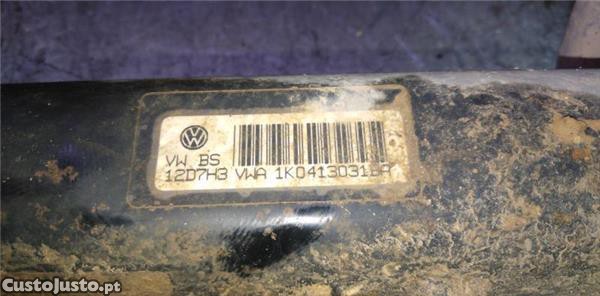 VW BS
12D7H3 VWA 1K0413031BA
CustoJusto.pt